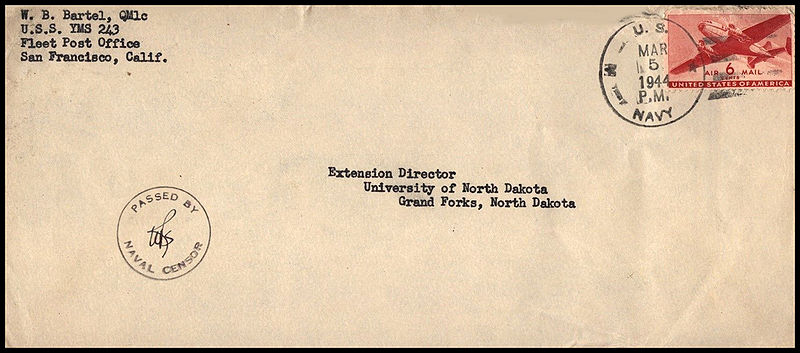 W. B. Bartel, QM1c
U.S.S. YMS 243
Fleet Post Office
San Francisco, Calif.
U. S.
MAR
5
1944
P.M.
NAVY
AIR 6 MAIL
CENTS
UNITED STATES OF AMERICA
Extension Director
University of North Dakota
Grand Forks, North Dakota
PASSED BY
NAVAL CENSOR